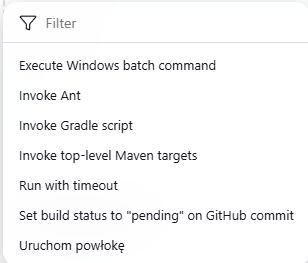 Filter
Execute Windows batch command
Invoke Ant
Invoke Gradle script
Invoke top-level Maven targets
Run with timeout
Set build status to "pending" on GitHub commit
Uruchom powłokę